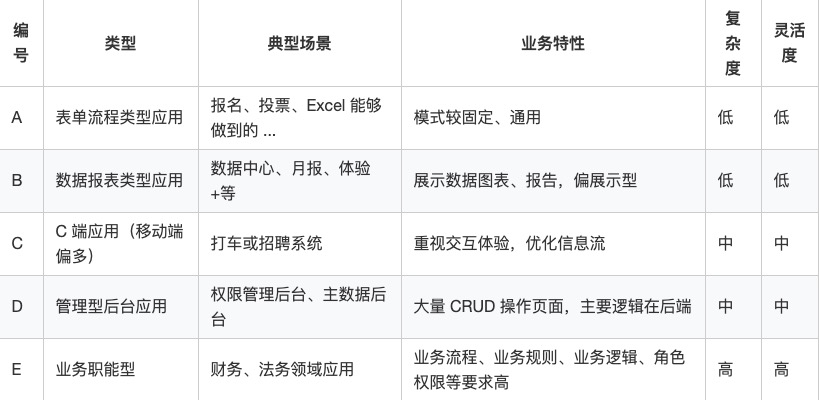 编号 类型 典型场景 业务特性 复杂度 灵活度
A 表单流程类型应用 报名、投票、Excel 能够做到的 ... 模式较固定、通用 低 低
B 数据报表类型应用 数据中心、月报、体验+等 展示数据图表、报告，偏展示型 低 低
C C 端应用（移动端偏多） 打车或招聘系统 重视交互体验，优化信息流 中 中
D 管理型后台应用 权限管理后台、主数据后台 大量 CRUD 操作页面，主要逻辑在后端 中 中
E 业务职能型 财务、法务领域应用 业务流程、业务规则、业务逻辑、角色权限等要求高 高 高